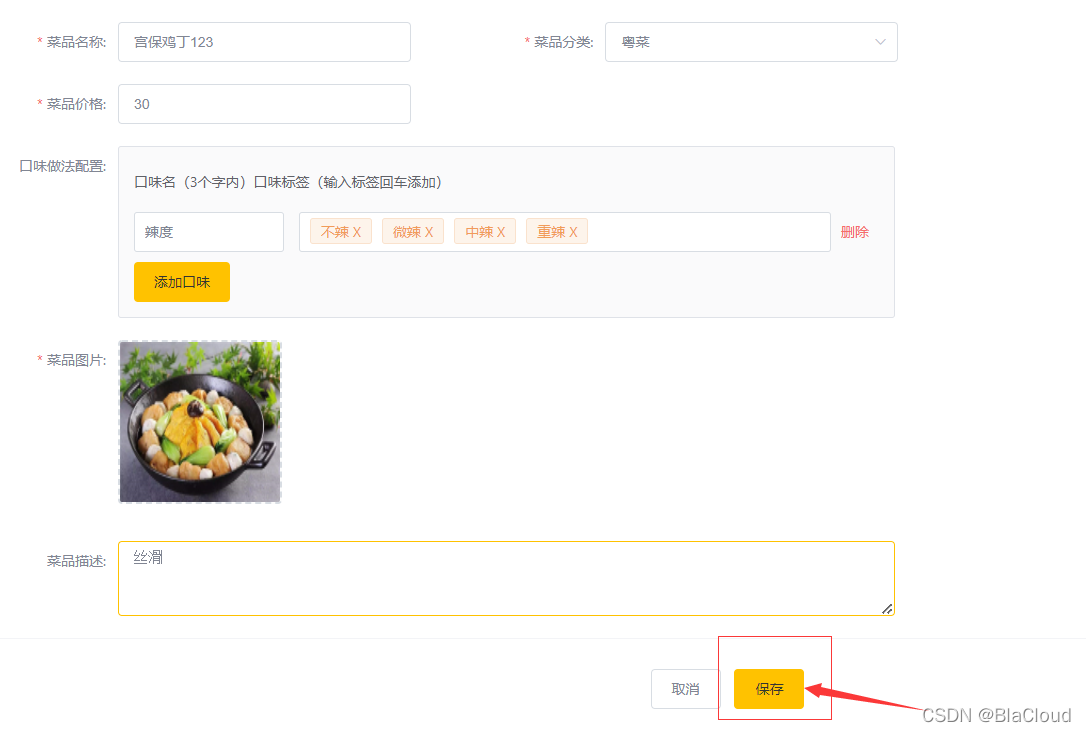 * 菜品名称: 宫保鸡丁123 * 菜品分类: 粤菜
* 菜品价格: 30
口味做法配置:
口味名（3个字内）口味标签（输入标签回车添加）
辣度 不辣 X 微辣 X 中辣 X 重辣 X 删除
添加口味
* 菜品图片:
菜品描述: 丝滑
取消 保存
CSDN @BlaCloud